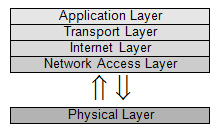 Application Layer
Transport Layer
Internet Layer
Network Access Layer
Physical Layer